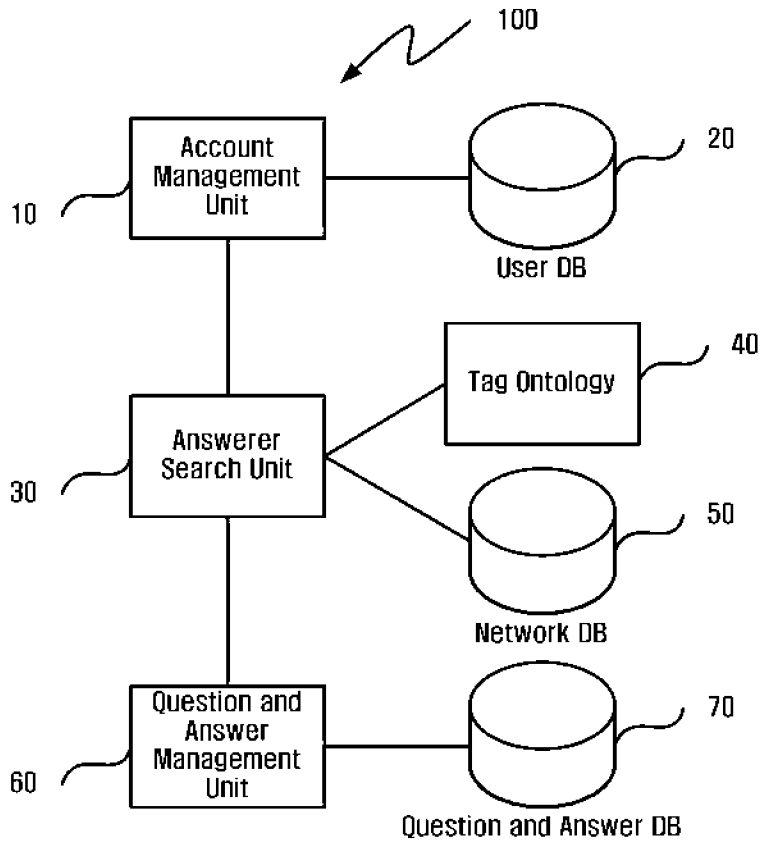 100
Account
Management
Unit
10
20
User DB
Tag Ontology
40
Answerer
Search Unit
30
50
Network DB
Question and
Answer
Management
Unit
60
70
Question and Answer DB